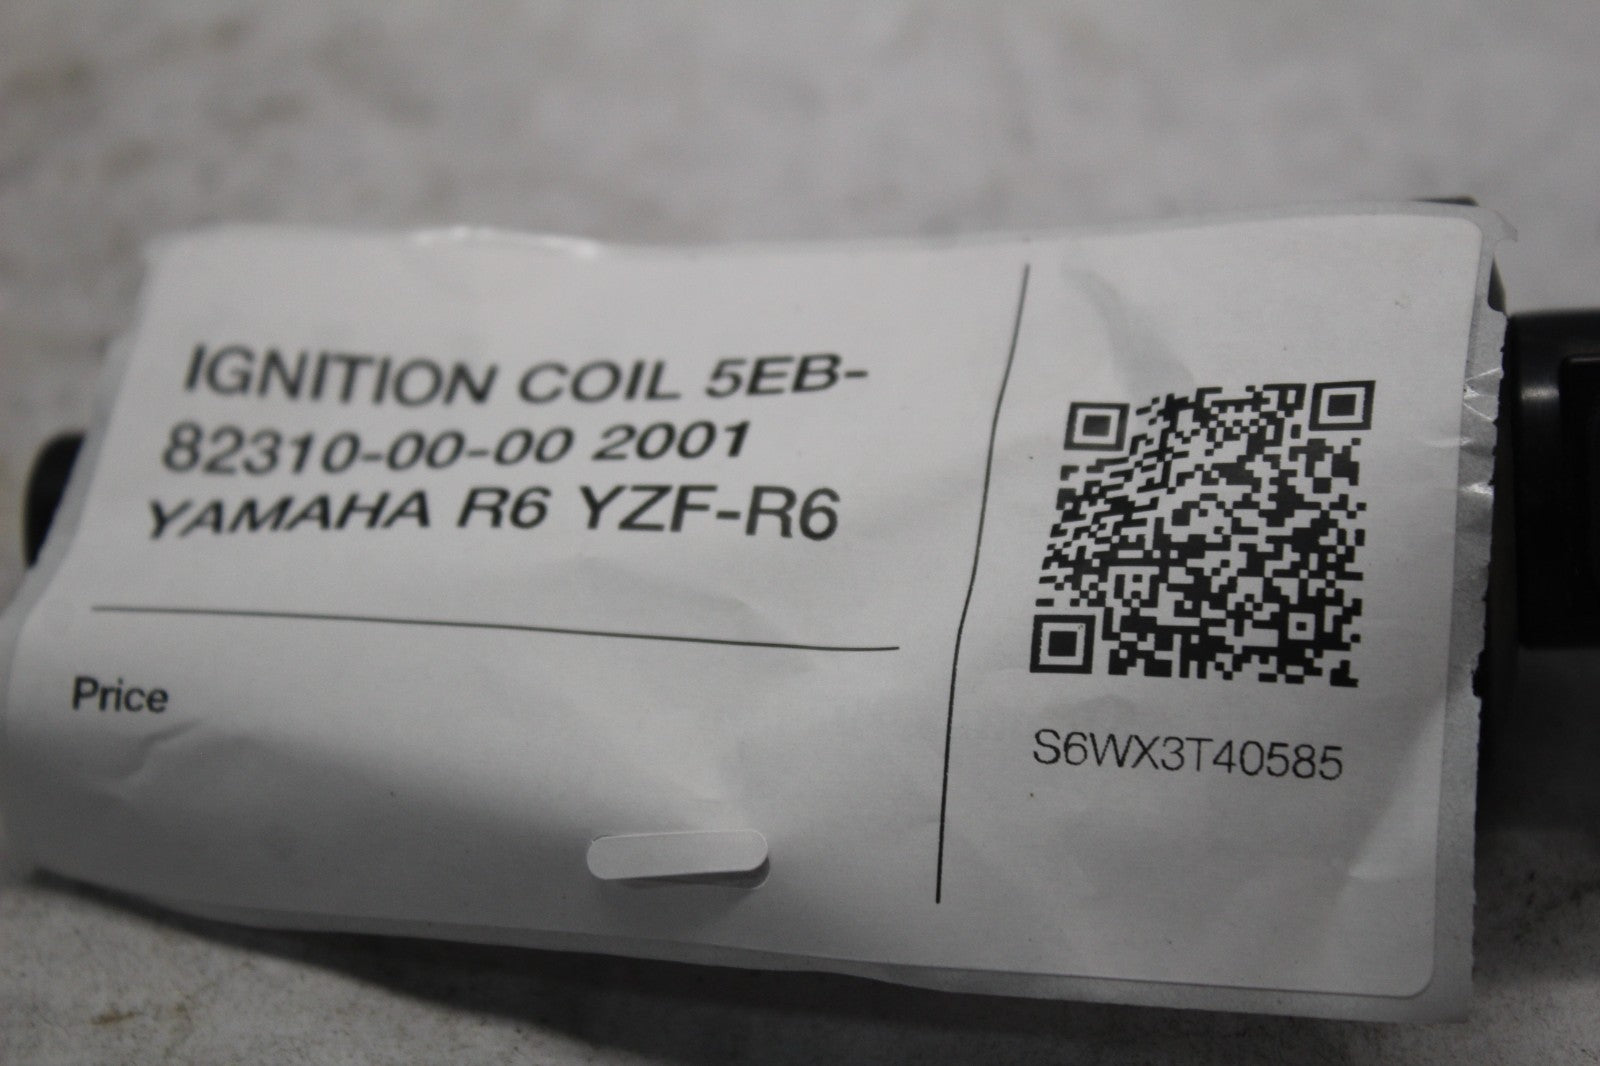 IGNITION COIL 5EB-
82310-00-00 2001
YAMAHA R6 YZF-R6
Price
S6WX3T40585